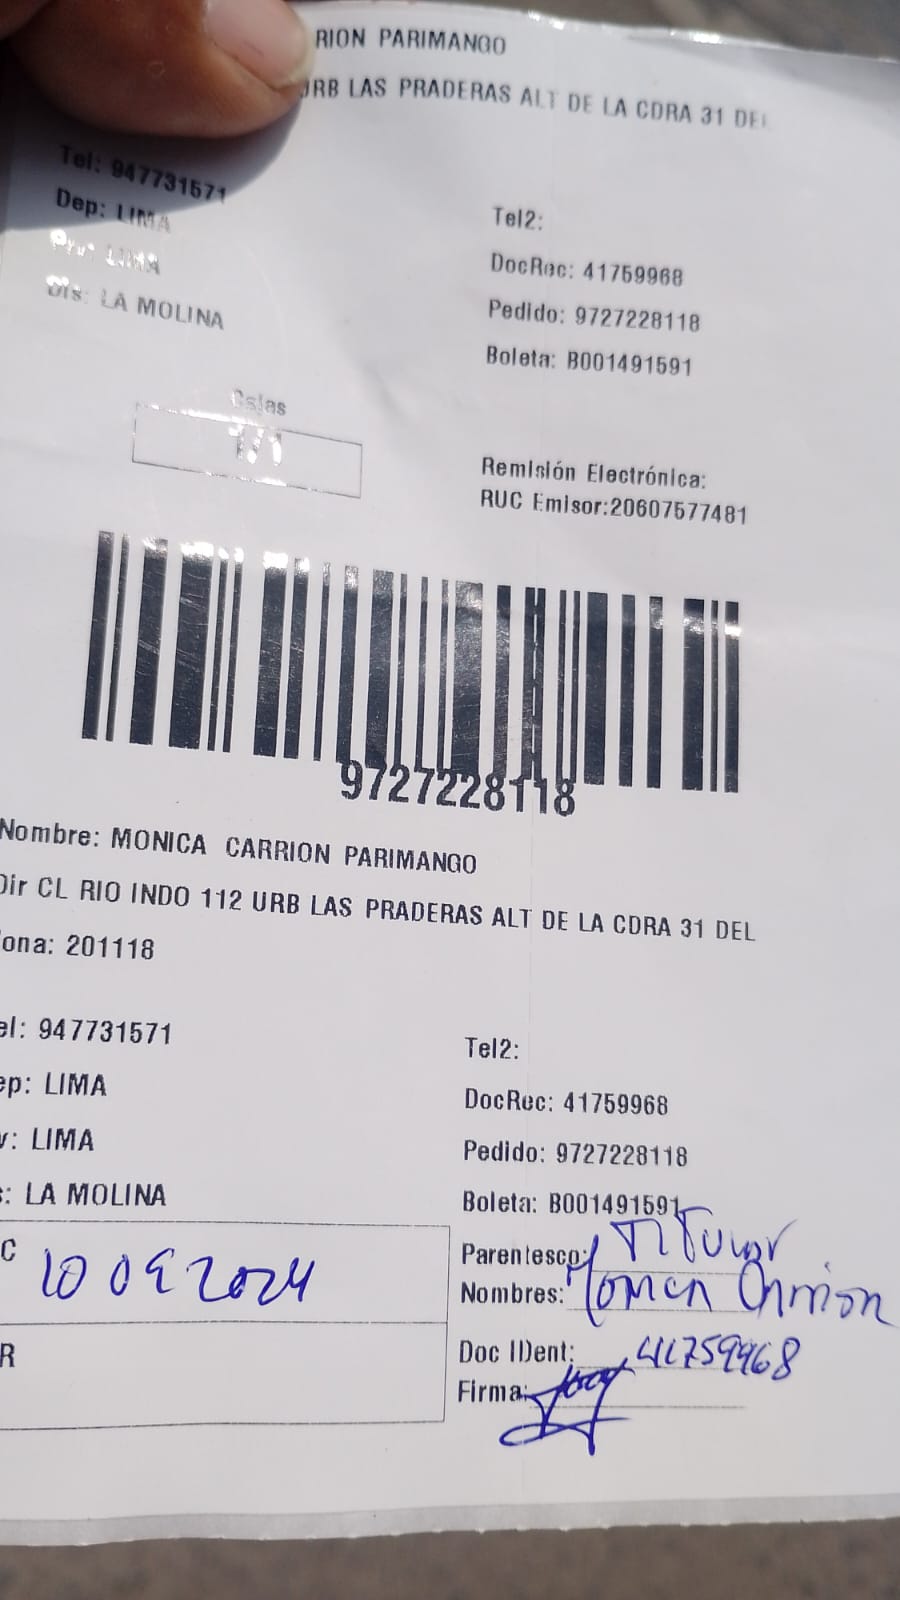 RION PARIMANGO
URB LAS PRADERAS ALT DE LA CDRA 31 DEL
Tel: 947731571
Dep: LIMA
Prv: LIMA
Dis: LA MOLINA
Tel2:
DocRec: 41759968
Pedido: 9727228118
Boleta: B001491591
Cajas
1/1
Remisión Electrónica:
RUC Emisor:20607577481
9727228118
Nombre: MONICA CARRION PARIMANGO
Dir CL RIO INDO 112 URB LAS PRADERAS ALT DE LA CDRA 31 DEL
ona: 201118
el: 947731571
ep: LIMA
v: LIMA
s: LA MOLINA
Tel2:
DocRec: 41759968
Pedido: 9727228118
Boleta: B001491591
C 10 09 2024
R
Parentesco: Titular
Nombres: Carrion
Doc IDent: 41759968
Firma: